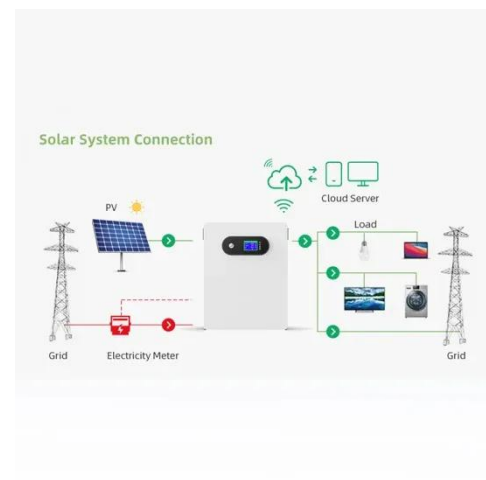 Solar System Connection
PV
Cloud Server
Load
Grid
Electricity Meter
Grid